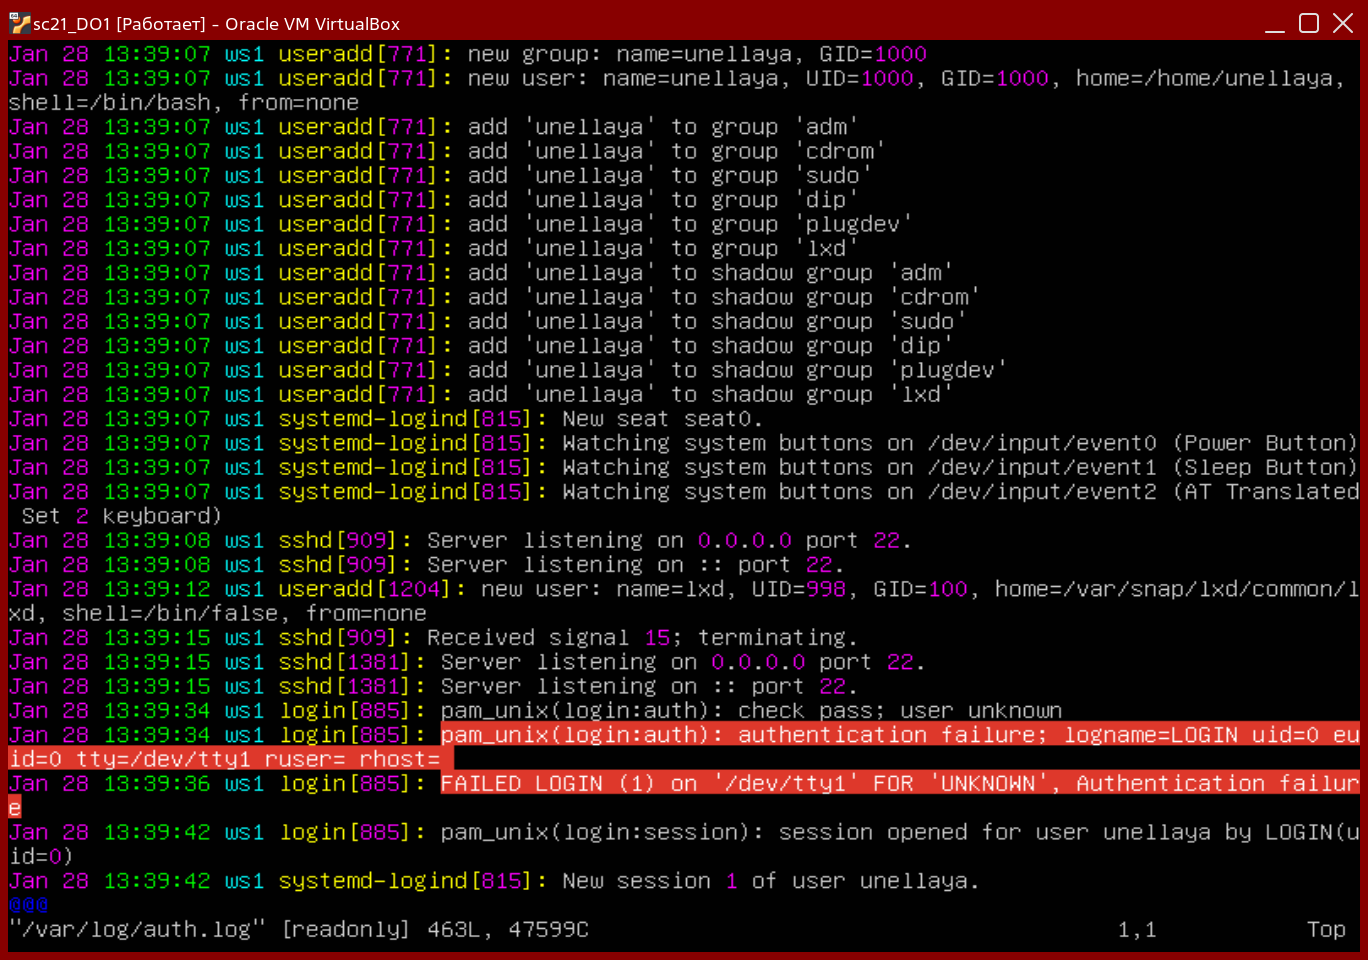 sc21_DO1 [Работает] - Oracle VM VirtualBox
Jan 28 13:39:07 ws1 useradd[771]: new group: name=unellaya, GID=1000
Jan 28 13:39:07 ws1 useradd[771]: new user: name=unellaya, UID=1000, GID=1000, home=/home/unellaya,
shell=/bin/bash, from=none
Jan 28 13:39:07 ws1 useradd[771]: add 'unellaya' to group 'adm'
Jan 28 13:39:07 ws1 useradd[771]: add 'unellaya' to group 'cdrom'
Jan 28 13:39:07 ws1 useradd[771]: add 'unellaya' to group 'sudo'
Jan 28 13:39:07 ws1 useradd[771]: add 'unellaya' to group 'dip'
Jan 28 13:39:07 ws1 useradd[771]: add 'unellaya' to group 'plugdev'
Jan 28 13:39:07 ws1 useradd[771]: add 'unellaya' to group 'lxd'
Jan 28 13:39:07 ws1 useradd[771]: add 'unellaya' to shadow group 'adm'
Jan 28 13:39:07 ws1 useradd[771]: add 'unellaya' to shadow group 'cdrom'
Jan 28 13:39:07 ws1 useradd[771]: add 'unellaya' to shadow group 'sudo'
Jan 28 13:39:07 ws1 useradd[771]: add 'unellaya' to shadow group 'dip'
Jan 28 13:39:07 ws1 useradd[771]: add 'unellaya' to shadow group 'plugdev'
Jan 28 13:39:07 ws1 useradd[771]: add 'unellaya' to shadow group 'lxd'
Jan 28 13:39:07 ws1 systemd-logind[815]: New seat seat0.
Jan 28 13:39:07 ws1 systemd-logind[815]: Watching system buttons on /dev/input/event0 (Power Button)
Jan 28 13:39:07 ws1 systemd-logind[815]: Watching system buttons on /dev/input/event1 (Sleep Button)
Jan 28 13:39:07 ws1 systemd-logind[815]: Watching system buttons on /dev/input/event2 (AT Translated
 Set 2 keyboard)
Jan 28 13:39:08 ws1 sshd[909]: Server listening on 0.0.0.0 port 22.
Jan 28 13:39:08 ws1 sshd[909]: Server listening on :: port 22.
Jan 28 13:39:12 ws1 useradd[1204]: new user: name=lxd, UID=998, GID=100, home=/var/snap/lxd/common/l
xd, shell=/bin/false, from=none
Jan 28 13:39:15 ws1 sshd[909]: Received signal 15; terminating.
Jan 28 13:39:15 ws1 sshd[1381]: Server listening on 0.0.0.0 port 22.
Jan 28 13:39:15 ws1 sshd[1381]: Server listening on :: port 22.
Jan 28 13:39:34 ws1 login[885]: pam_unix(login:auth): check pass; user unknown
Jan 28 13:39:34 ws1 login[885]: pam_unix(login:auth): authentication failure; logname=LOGIN uid=0 eu
id=0 tty=/dev/tty1 ruser= rhost=
Jan 28 13:39:36 ws1 login[885]: FAILED LOGIN (1) on '/dev/tty1' FOR 'UNKNOWN', Authentication failur
e
Jan 28 13:39:42 ws1 login[885]: pam_unix(login:session): session opened for user unellaya by LOGIN(u
id=0)
Jan 28 13:39:42 ws1 systemd-logind[815]: New session 1 of user unellaya.
@@@
"/var/log/auth.log" [readonly] 463L, 47599C 1,1 Top